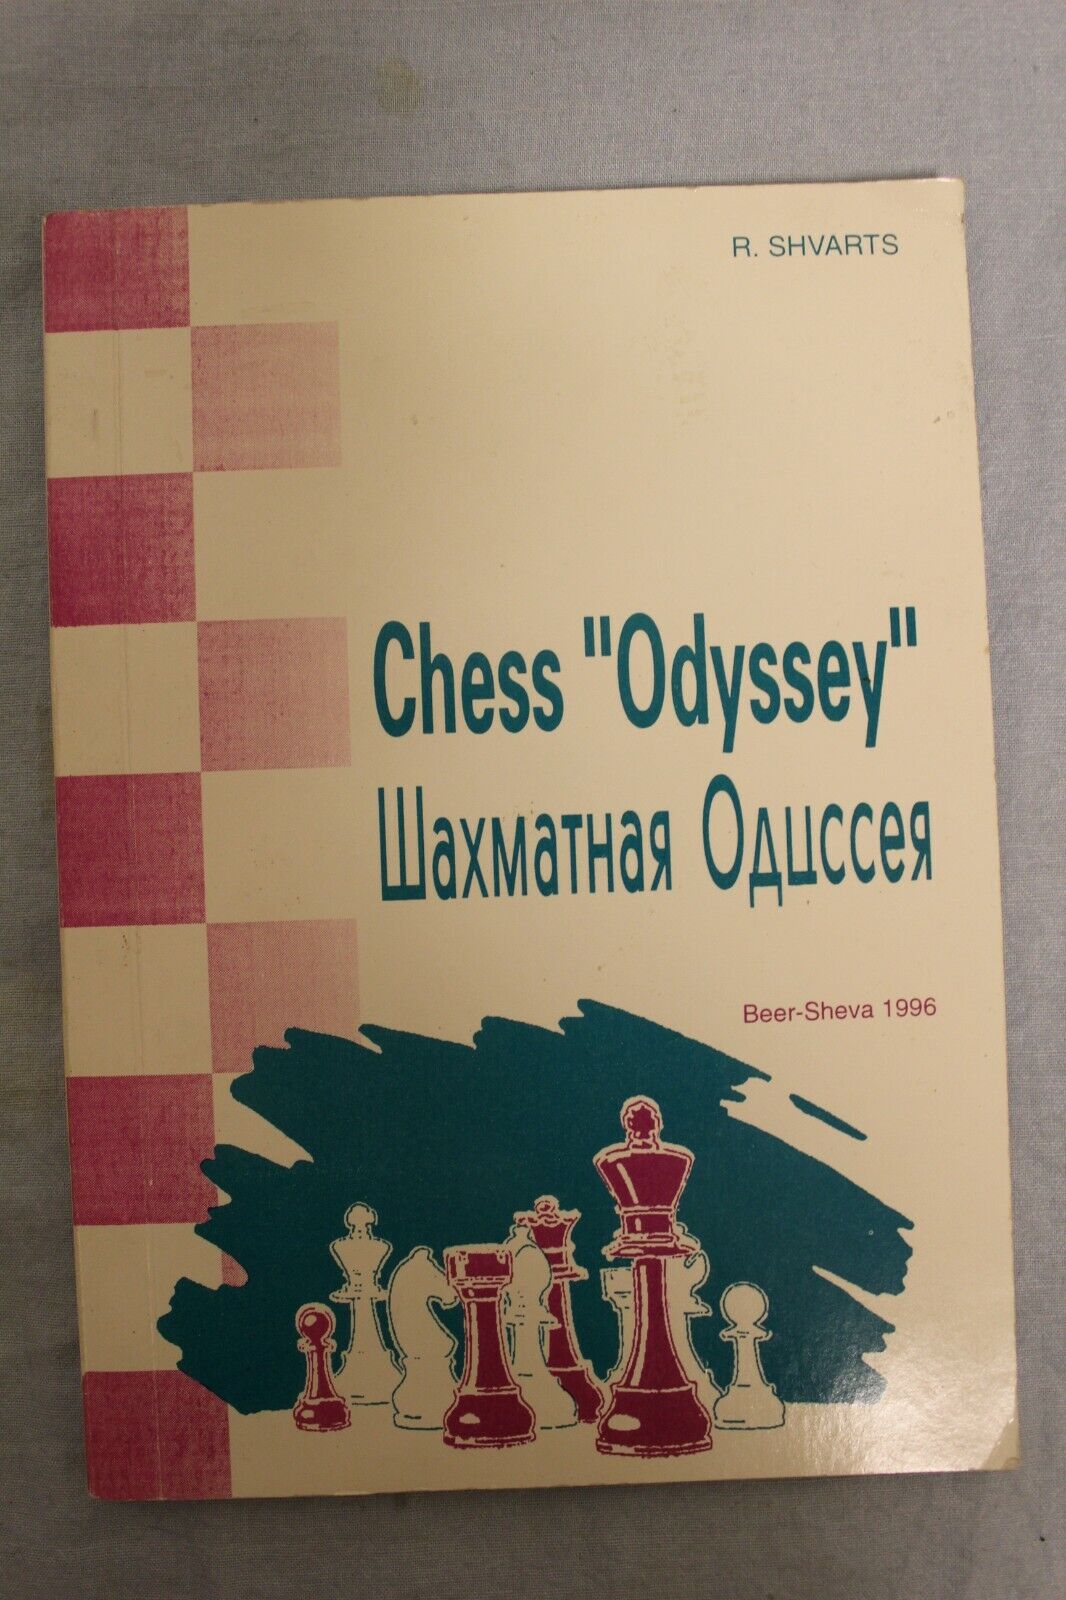 R. SHVARTS
Chess "Odyssey"
Шахматная Одиссея
Beer-Sheva 1996